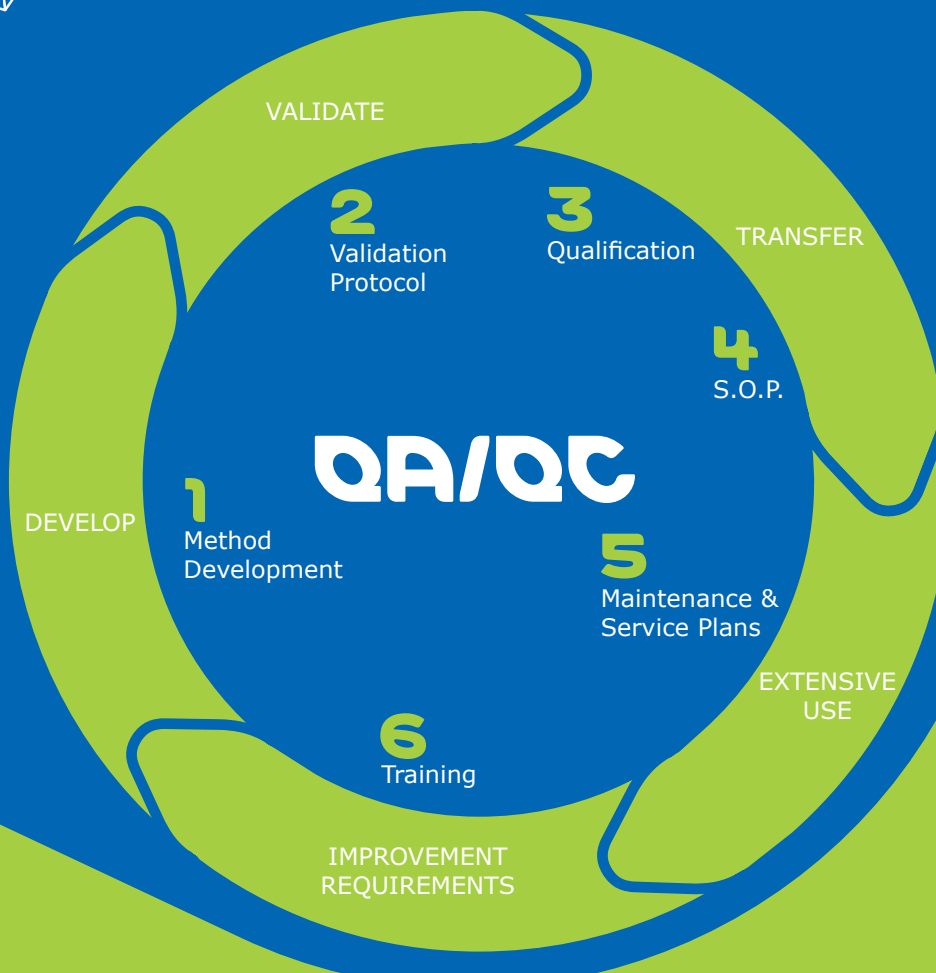 VALIDATE
2
Validation
Protocol
3
Qualification
TRANSFER
4
S.O.P.
QA/QC
1
Method
Development
DEVELOP
5
Maintenance &
Service Plans
EXTENSIVE
USE
6
Training
IMPROVEMENT
REQUIREMENTS